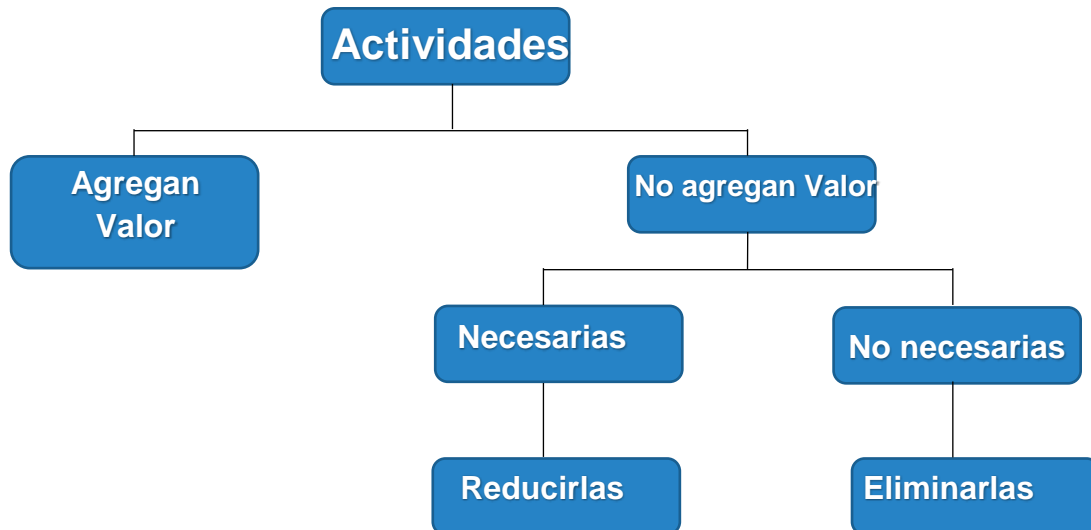 Actividades
Agregan
Valor
No agregan Valor
Necesarias
No necesarias
Reducirlas
Eliminarlas